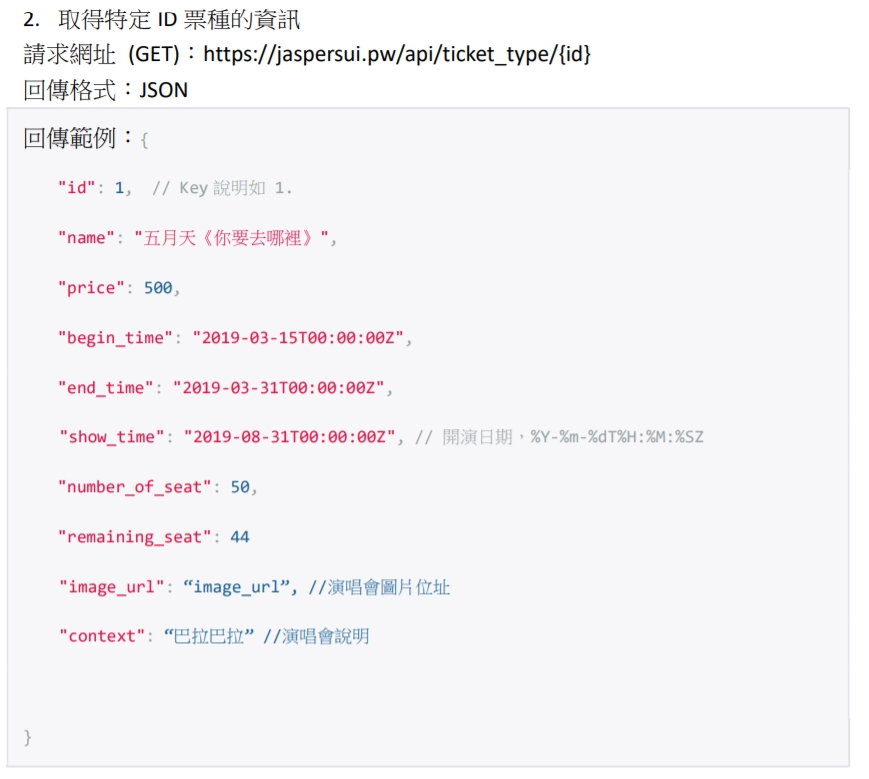 2. 取得特定 ID 票種的資訊
請求網址 (GET)：https://jaspersui.pw/api/ticket_type/{id}
回傳格式：JSON
回傳範例：{
"id": 1, // Key 說明如 1.
"name": "五月天《你要去哪裡》",
"price": 500,
"begin_time": "2019-03-15T00:00:00Z",
"end_time": "2019-03-31T00:00:00Z",
"show_time": "2019-08-31T00:00:00Z", // 開演日期，%Y-%m-%dT%H:%M:%SZ
"number_of_seat": 50,
"remaining_seat": 44
"image_url": “image_url”, //演唱會圖片位址
"context": “巴拉巴拉” //演唱會說明
}